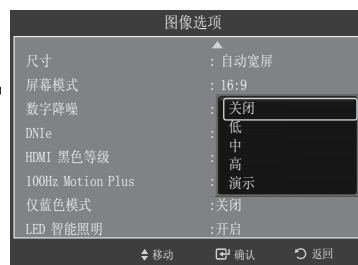 图像选项
尺寸 : 自动宽屏
屏幕模式 : 16:9
数字降噪 : 关闭
DNIe : 低
中
HDMI 黑色等级 : 高
100Hz Motion Plus : 演示
仅蓝色模式 :关闭
LED 智能照明 :开启
移动 确认 返回